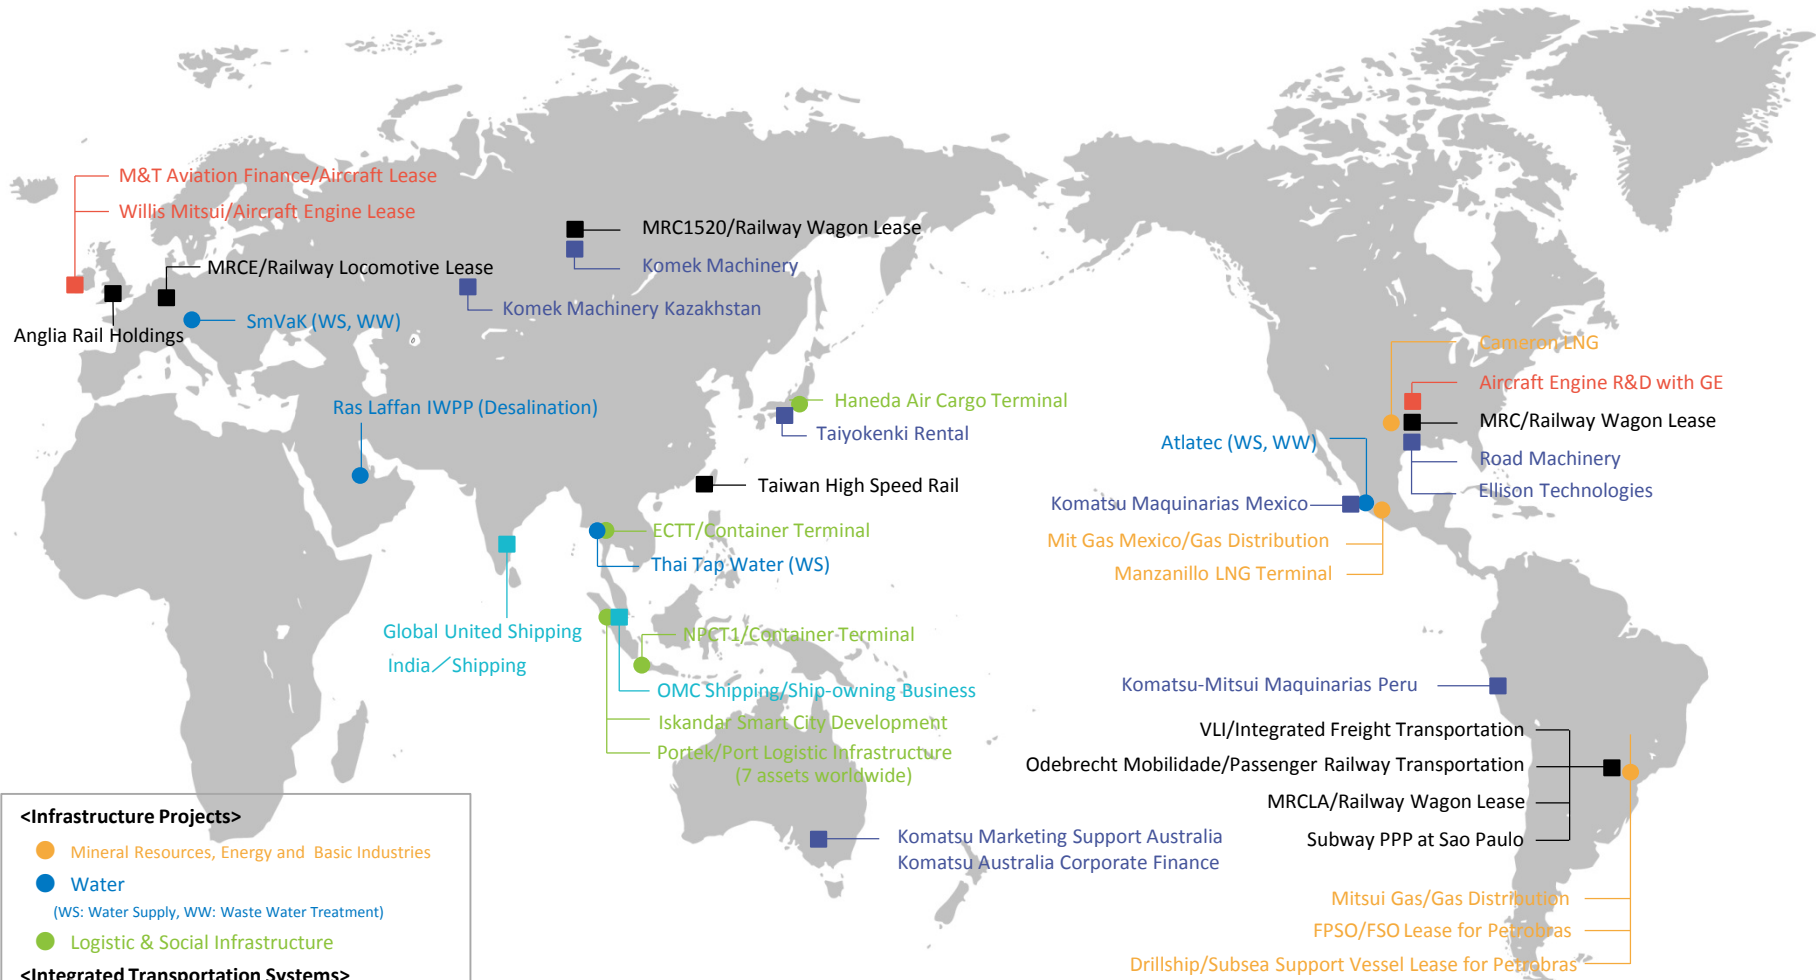 M&T Aviation Finance/Aircraft Lease
Willis Mitsui/Aircraft Engine Lease
MRC1520/Railway Wagon Lease
Komek Machinery
MRCE/Railway Locomotive Lease
Komek Machinery Kazakhstan
SmVaK (WS, WW)
Anglia Rail Holdings
Cameron LNG
Aircraft Engine R&D with GE
Ras Laffan IWPP (Desalination)
Haneda Air Cargo Terminal
MRC/Railway Wagon Lease
Taiyokenki Rental
Atlatec (WS, WW)
Road Machinery
Taiwan High Speed Rail
Ellison Technologies
Komatsu Maquinarias Mexico
ECTT/Container Terminal
Mit Gas Mexico/Gas Distribution
Thai Tap Water (WS)
Manzanillo LNG Terminal
Global United Shipping
India／Shipping
NPCT1/Container Terminal
OMC Shipping/Ship-owning Business
Komatsu-Mitsui Maquinarias Peru
Iskandar Smart City Development
VLI/Integrated Freight Transportation
Portek/Port Logistic Infrastructure
(7 assets worldwide)
Odebrecht Mobilidade/Passenger Railway Transportation
MRCLA/Railway Wagon Lease
Subway PPP at Sao Paulo
Komatsu Marketing Support Australia
Komatsu Australia Corporate Finance
Mitsui Gas/Gas Distribution
FPSO/FSO Lease for Petrobras
Drillship/Subsea Support Vessel Lease for Petrobras
<Infrastructure Projects>
Mineral Resources, Energy and Basic Industries
Water
(WS: Water Supply, WW: Waste Water Treatment)
Logistic & Social Infrastructure
<Integrated Transportation Systems>